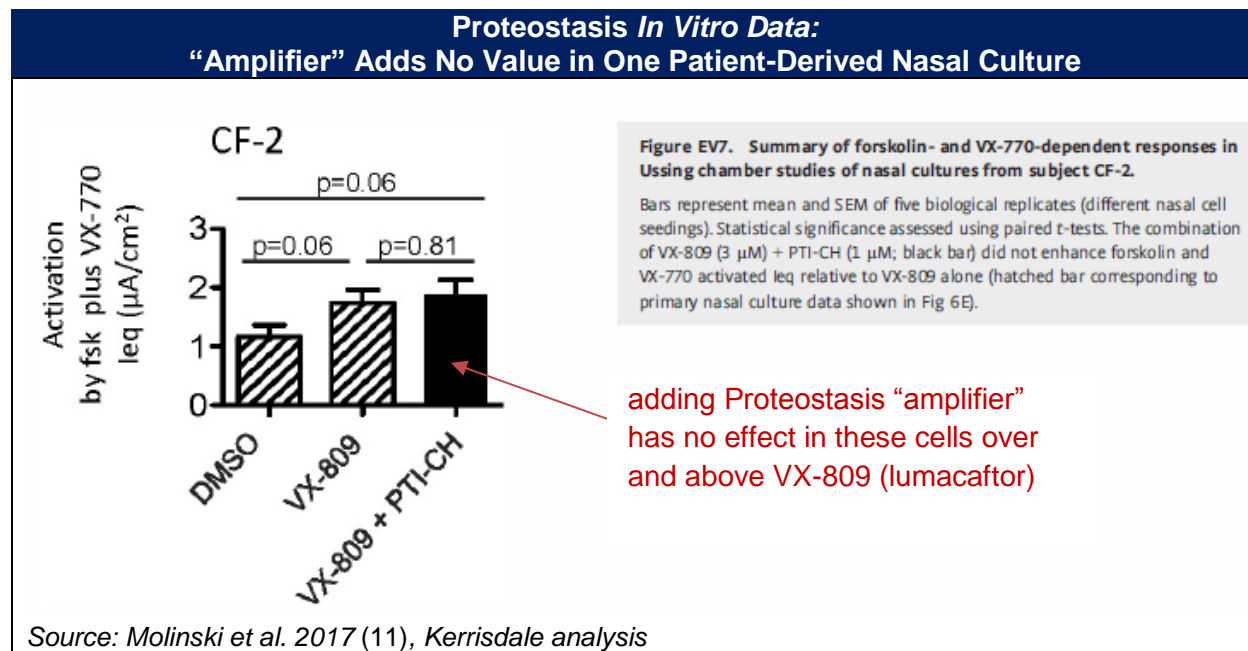 Proteostasis In Vitro Data:
“Amplifier” Adds No Value in One Patient-Derived Nasal Culture
CF-2
p=0.06
p=0.06
p=0.81
Activation
by fsk plus VX-770
Ieq (µA/cm²)
3
2
1
0
DMSO
VX-809
VX-809 + PTI-CH
Figure EV7. Summary of forskolin- and VX-770-dependent responses in
Ussing chamber studies of nasal cultures from subject CF-2.
Bars represent mean and SEM of five biological replicates (different nasal cell
seedings). Statistical significance assessed using paired t-tests. The combination
of VX-809 (3 μM) + PTI-CH (1 μM; black bar) did not enhance forskolin and
VX-770 activated Ieq relative to VX-809 alone (hatched bar corresponding to
primary nasal culture data shown in Fig 6E).
adding Proteostasis “amplifier”
has no effect in these cells over
and above VX-809 (lumacaftor)
Source: Molinski et al. 2017 (11), Kerrisdale analysis